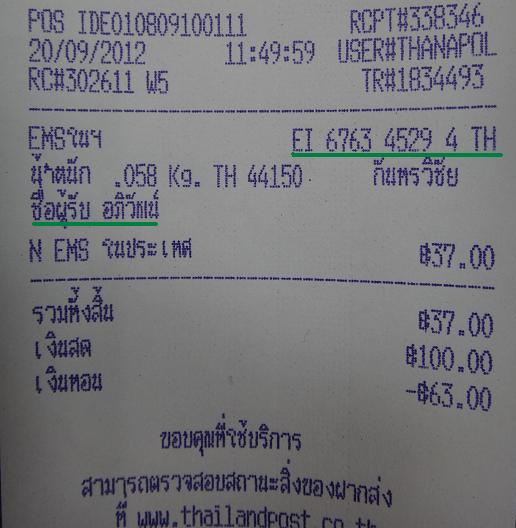 POS IDE010809100111 RCPT#338346
20/09/2012 11:49:59 USER#THANAPOL
RC#302611 W5 TR#1834493
EMSในฯ EI 6763 4529 4 TH
น้ำหนัก .058 Kg. TH 44150 กันทรวิชัย
ชื่อผู้รับ อภิวัฒน์
N EMS ในประเทศ ฿37.00
รวมทั้งสิ้น ฿37.00
เงินสด ฿100.00
เงินทอน -฿63.00
ขอบคุณที่ใช้บริการ
สามารถตรวจสอบสถานะสิ่งของฝากส่ง
ที่ www.thailandpost.co.th